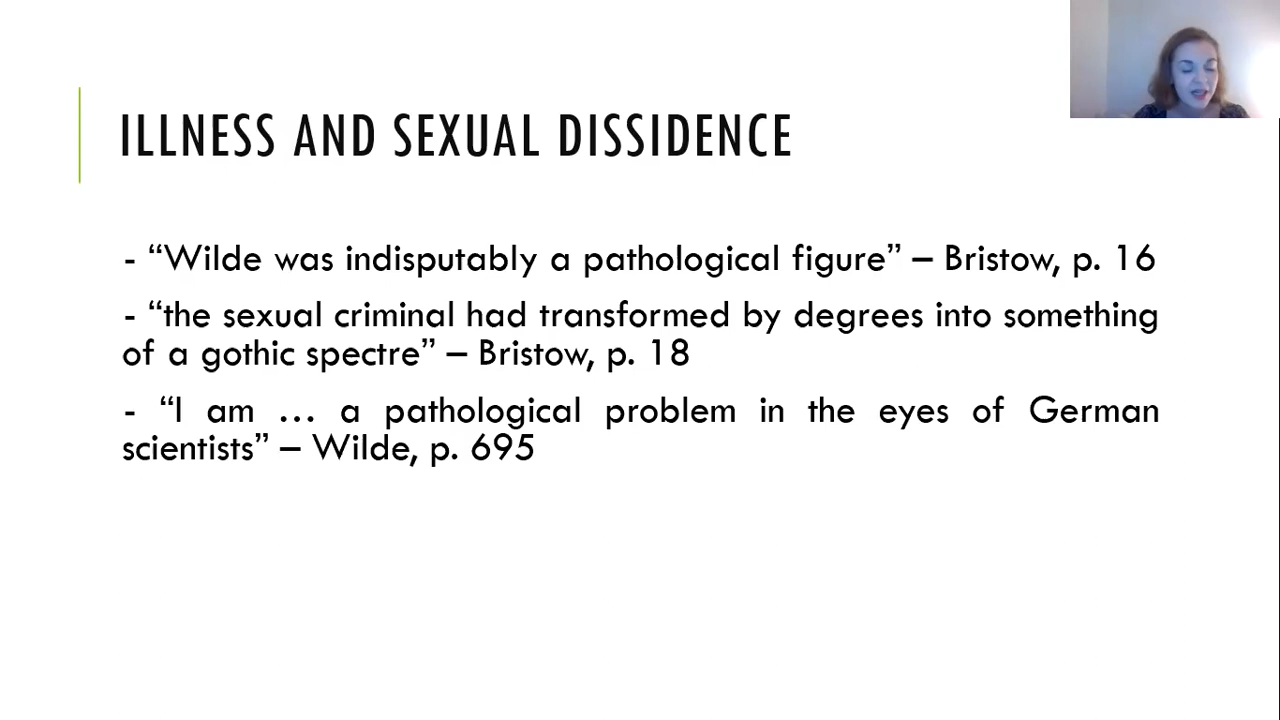 ILLNESS AND SEXUAL DISSIDENCE
- “Wilde was indisputably a pathological figure” – Bristow, p. 16
- “the sexual criminal had transformed by degrees into something
of a gothic spectre” – Bristow, p. 18
- “I am … a pathological problem in the eyes of German
scientists” – Wilde, p. 695